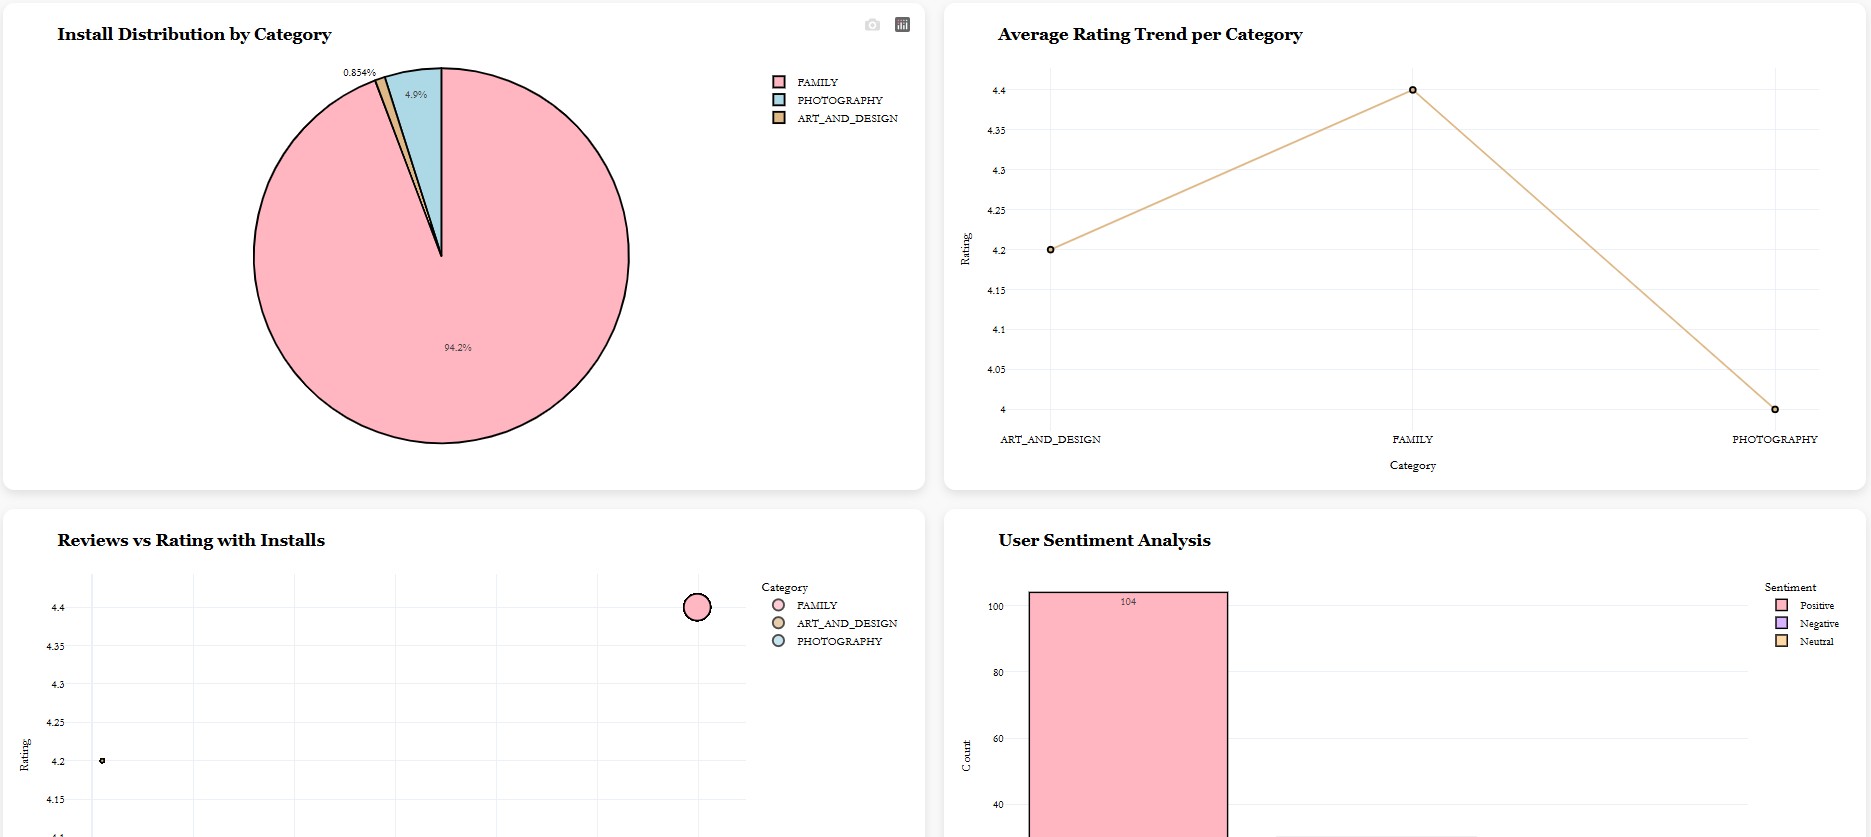 Install Distribution by Category
0.854%
4.9%
94.2%
FAMILY
PHOTOGRAPHY
ART_AND_DESIGN
Average Rating Trend per Category
Rating
4.4
4.35
4.3
4.25
4.2
4.15
4.1
4.05
4
ART_AND_DESIGN FAMILY PHOTOGRAPHY
Category
Reviews vs Rating with Installs
Rating
4.4
4.35
4.3
4.25
4.2
4.15
Category
FAMILY
ART_AND_DESIGN
PHOTOGRAPHY
User Sentiment Analysis
Count
100
80
60
40
104
Sentiment
Positive
Negative
Neutral